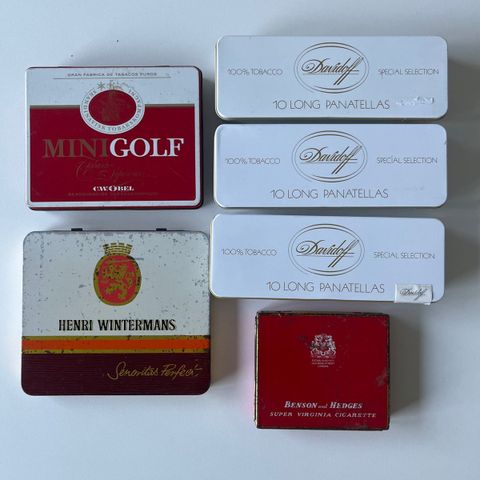 GRAN FABRICA DE TABACOS PUROS
MINIGOLF
C.W.OBEL
HENRI WINTERMANS
Senoritas Perfect
100% TOBACCO
Davidoff
SPECIAL SELECTION
10 LONG PANATELLAS
100% TOBACCO
Davidoff
SPECIAL SELECTION
10 LONG PANATELLAS
100% TOBACCO
Davidoff
SPECIAL SELECTION
10 LONG PANATELLAS
Davidoff
BENSON and HEDGES
SUPER VIRGINIA CIGARETTE